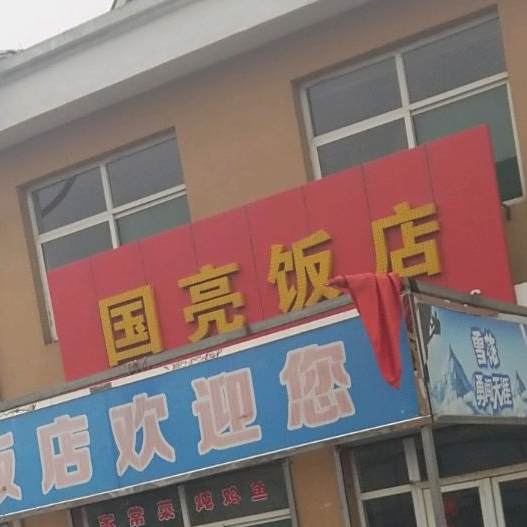 国亮饭店
饭店欢迎您
雪花
勇闯天涯
家常菜 炖鸡鱼